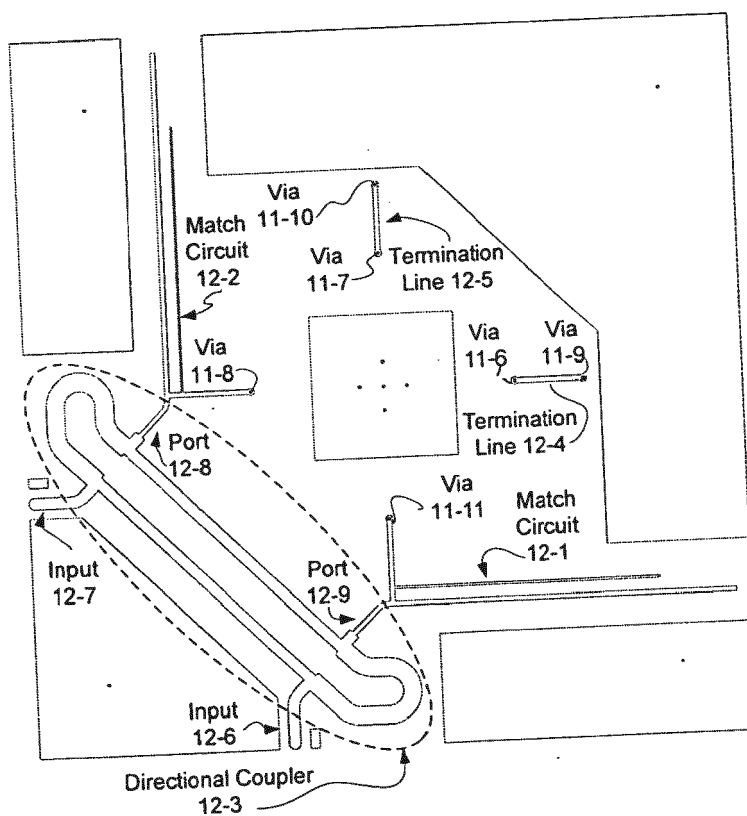 Via
11-10
Match
Circuit
12-2
Via
11-7
Termination
Line 12-5
Via
11-8
Via
11-6
Via
11-9
Termination
Line 12-4
Port
12-8
Via
11-11
Match
Circuit
12-1
Input
12-7
Port
12-9
Input
12-6
Directional Coupler
12-3